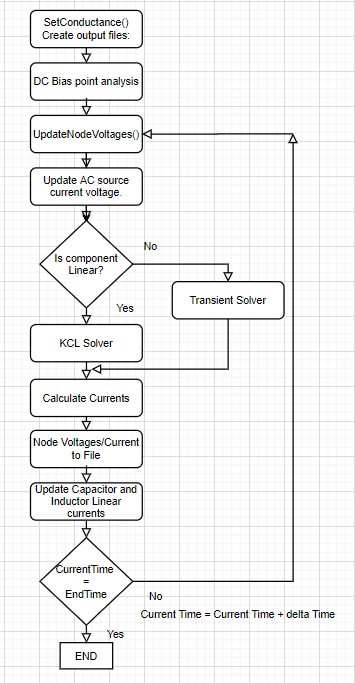 SetConductance()
Create output files:
DC Bias point analysis
UpdateNodeVoltages()
Update AC source
current voltage.
Is component
Linear?
No
Transient Solver
Yes
KCL Solver
Calculate Currents
Node Voltages/Current
to File
Update Capacitor and
Inductor Linear
currents
CurrentTime
=
EndTime
No
Current Time = Current Time + delta Time
Yes
END